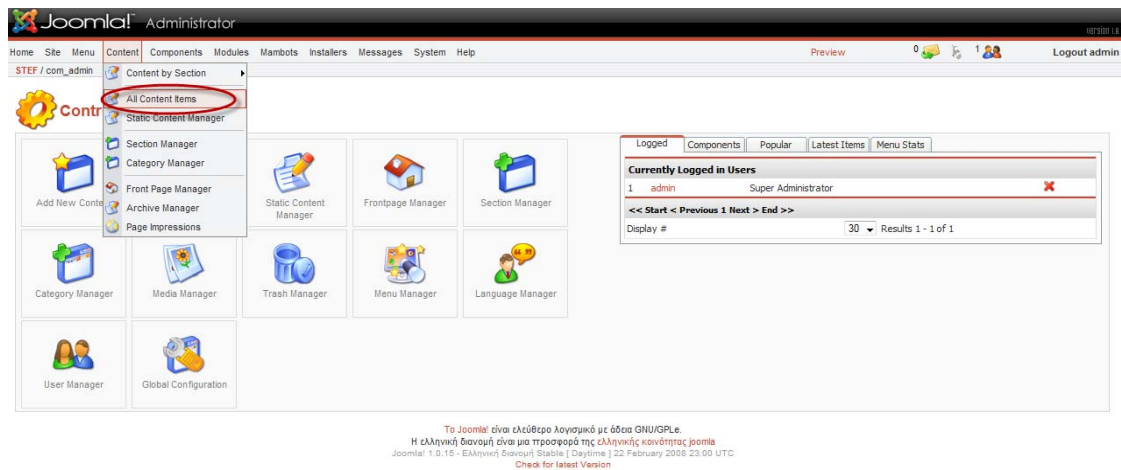 Joomla! Administrator
version 1.0
Home Site Menu Content Components Modules Mambots Installers Messages System Help Preview 0 1 Logout admin
STEF / com_admin
Content by Section
All Content Items
Static Content Manager
Section Manager
Category Manager
Front Page Manager
Archive Manager
Page Impressions
Contr
Add New Conte
Static Content Manager
Frontpage Manager
Section Manager
Category Manager
Media Manager
Trash Manager
Menu Manager
Language Manager
User Manager
Global Configuration
Logged Components Popular Latest Items Menu Stats
Currently Logged in Users
1 admin Super Administrator
<< Start < Previous 1 Next > End >>
Display # 30 Results 1 - 1 of 1
Το Joomla! είναι ελεύθερο λογισμικό με άδεια GNU/GPLe.
Η ελληνική διανομή είναι μια προσφορά της ελληνικής κοινότητας joomla
Joomla! 1.0.15 - Ελληνική διανομή Stable [ Daytime ] 22 February 2008 23:00 UTC
Check for latest Version